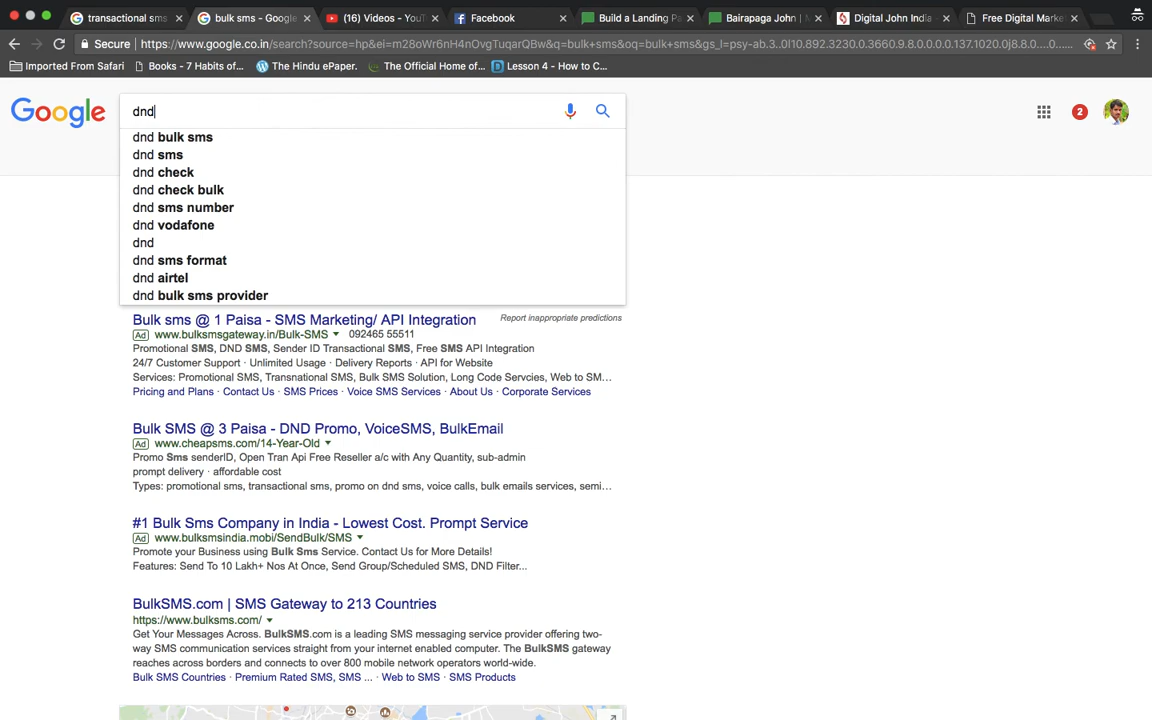 transactional sms
bulk sms - Google
(16) Videos - YouT
Facebook
Build a Landing Pa
Bairapaga John | M
Digital John India -
Free Digital Marke
Secure | https://www.google.co.in/search?source=hp&ei=m28oWr6nH4nOvgTuqarQBw&q=bulk+sms&oq=bulk+sms&gs_l=psy-ab.3..0l10.892.3230.0.3660.9.8.0.0.0.0.137.1020.0j8.8.0....0...
Imported From Safari
Books - 7 Habits of...
The Hindu ePaper.
The Official Home of...
Lesson 4 - How to C...
Google
dnd
2
dnd bulk sms
dnd sms
dnd check
dnd check bulk
dnd sms number
dnd vodafone
dnd
dnd sms format
dnd airtel
dnd bulk sms provider
Report inappropriate predictions
Bulk sms @ 1 Paisa - SMS Marketing/ API Integration
Ad www.bulksmsgateway.in/Bulk-SMS 092465 55511
Promotional SMS, DND SMS, Sender ID Transactional SMS, Free SMS API Integration
24/7 Customer Support · Unlimited Usage · Delivery Reports · API for Website
Services: Promotional SMS, Transnational SMS, Bulk SMS Solution, Long Code Servcies, Web to SM...
Pricing and Plans · Contact Us · SMS Prices · Voice SMS Services · About Us · Corporate Services
Bulk SMS @ 3 Paisa - DND Promo, VoiceSMS, BulkEmail
Ad www.cheapsms.com/14-Year-Old
Promo Sms senderID, Open Tran Api Free Reseller a/c with Any Quantity, sub-admin
prompt delivery · affordable cost
Types: promotional sms, transactional sms, promo on dnd sms, voice calls, bulk emails services, semi...
#1 Bulk Sms Company in India - Lowest Cost. Prompt Service
Ad www.bulksmsindia.mobi/SendBulk/SMS
Promote your Business using Bulk Sms Service. Contact Us for More Details!
Features: Send To 10 Lakh+ Nos At Once, Send Group/Scheduled SMS, DND Filter...
BulkSMS.com | SMS Gateway to 213 Countries
https://www.bulksms.com/
Get Your Messages Across. BulkSMS.com is a leading SMS messaging service provider offering two-
way SMS communication services straight from your internet enabled computer. The BulkSMS gateway
reaches across borders and connects to over 800 mobile network operators world-wide.
Bulk SMS Countries · Premium Rated SMS, SMS ... · Web to SMS · SMS Products